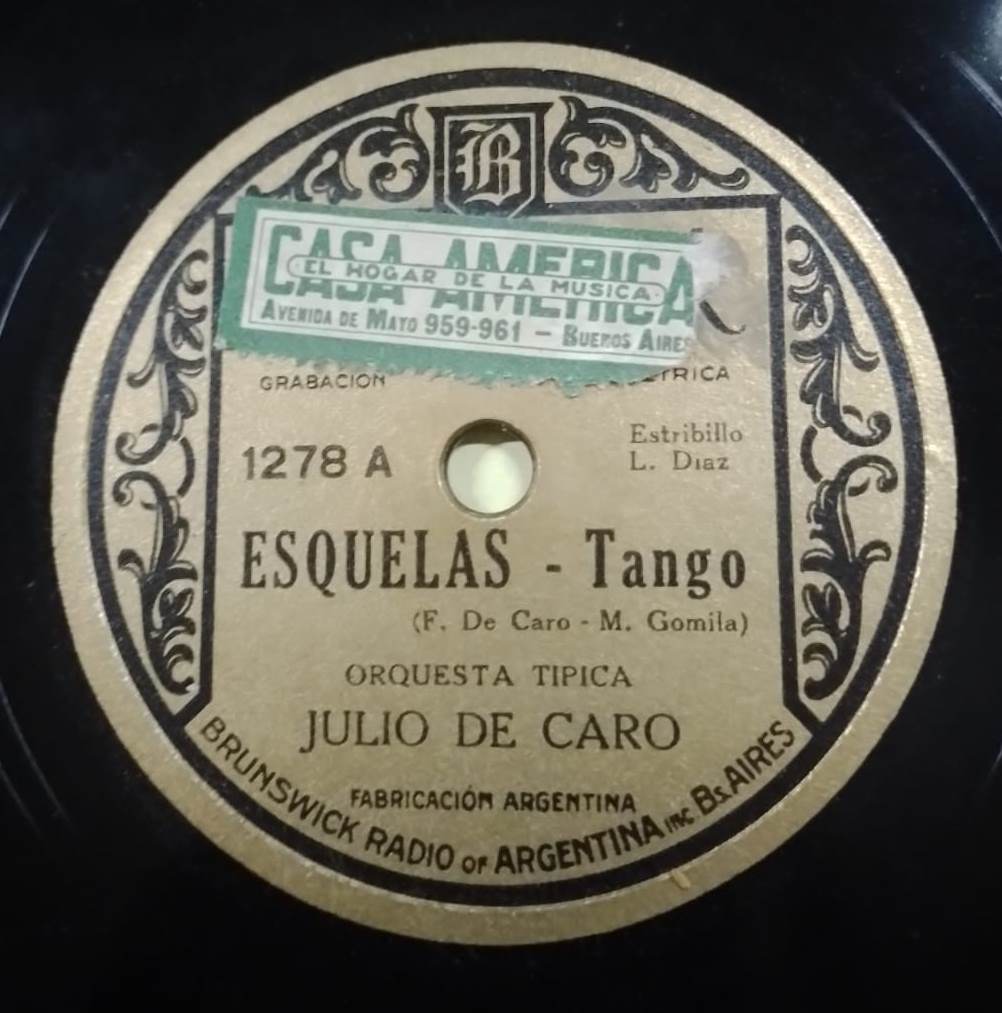 B
CASA AMERICA
EL HOGAR DE LA MUSICA
AVENIDA DE MAYO 959-961 - BUENOS AIRES
GRABACION
TRICA
1278 A
Estribillo
L. Diaz
ESQUELAS - Tango
(F. De Caro - M. Gomila)
ORQUESTA TIPICA
JULIO DE CARO
FABRICACIÓN ARGENTINA
BRUNSWICK RADIO OF ARGENTINA INC Bs AIRES